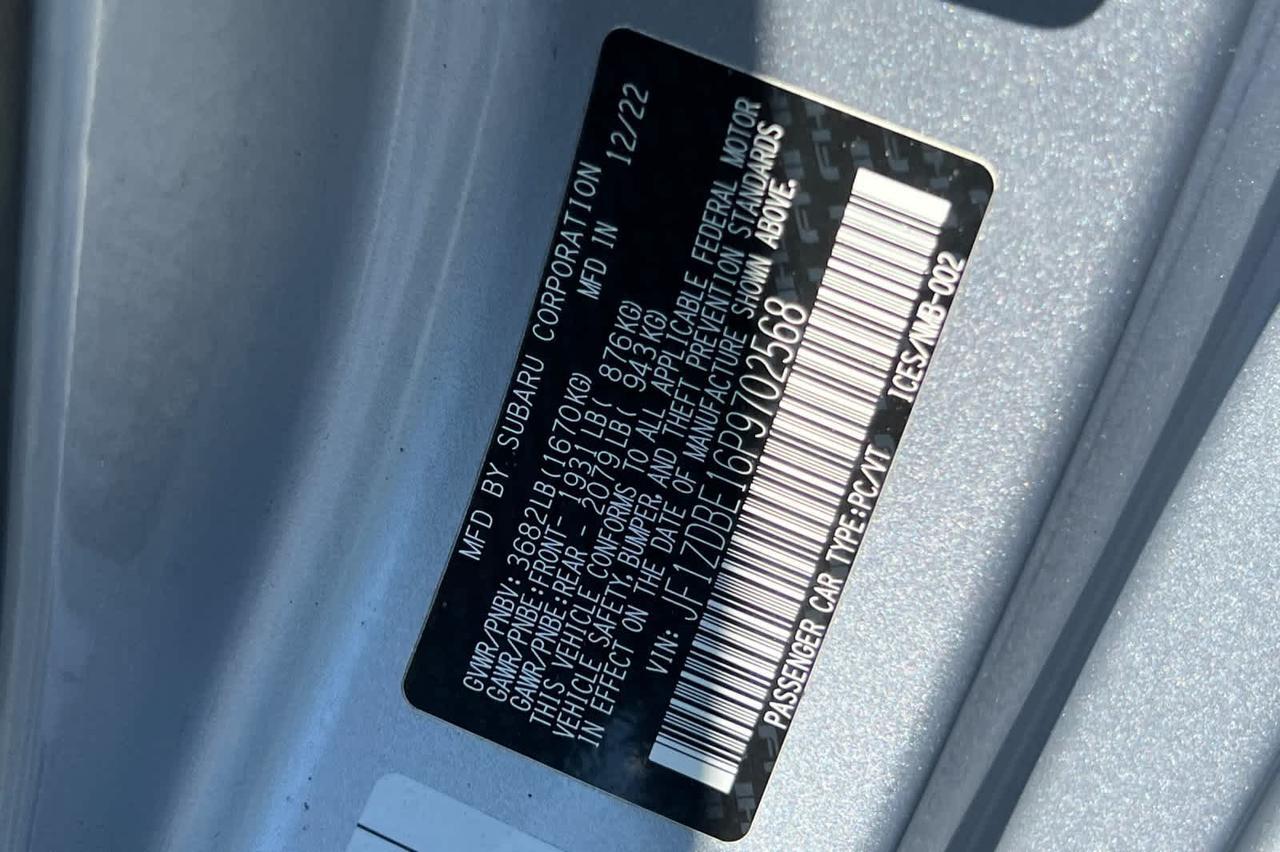 MFD BY SUBARU CORPORATION
MFD IN 12/22
GVWR/PNBV: 3682LB(1670KG)
GAWR/PNBE:FRONT- 1931LB( 876KG)
GAWR/PNBE:REAR - 2079LB( 943KG)
THIS VEHICLE CONFORMS TO ALL APPLICABLE FEDERAL MOTOR
VEHICLE SAFETY, BUMPER, AND THEFT PREVENTION STANDARDS
IN EFFECT ON THE DATE OF MANUFACTURE SHOWN ABOVE.
VIN: JF1ZDBE16P9702568
PASSENGER CAR TYPE:PC/VT ICES/NMB-002